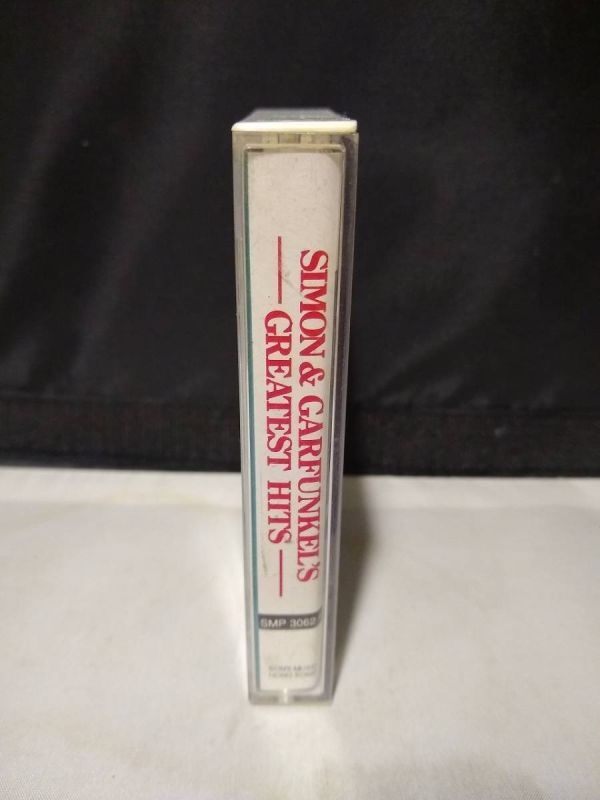 SIMON & GARFUNKEL'S
GREATEST HITS
SMP 3062